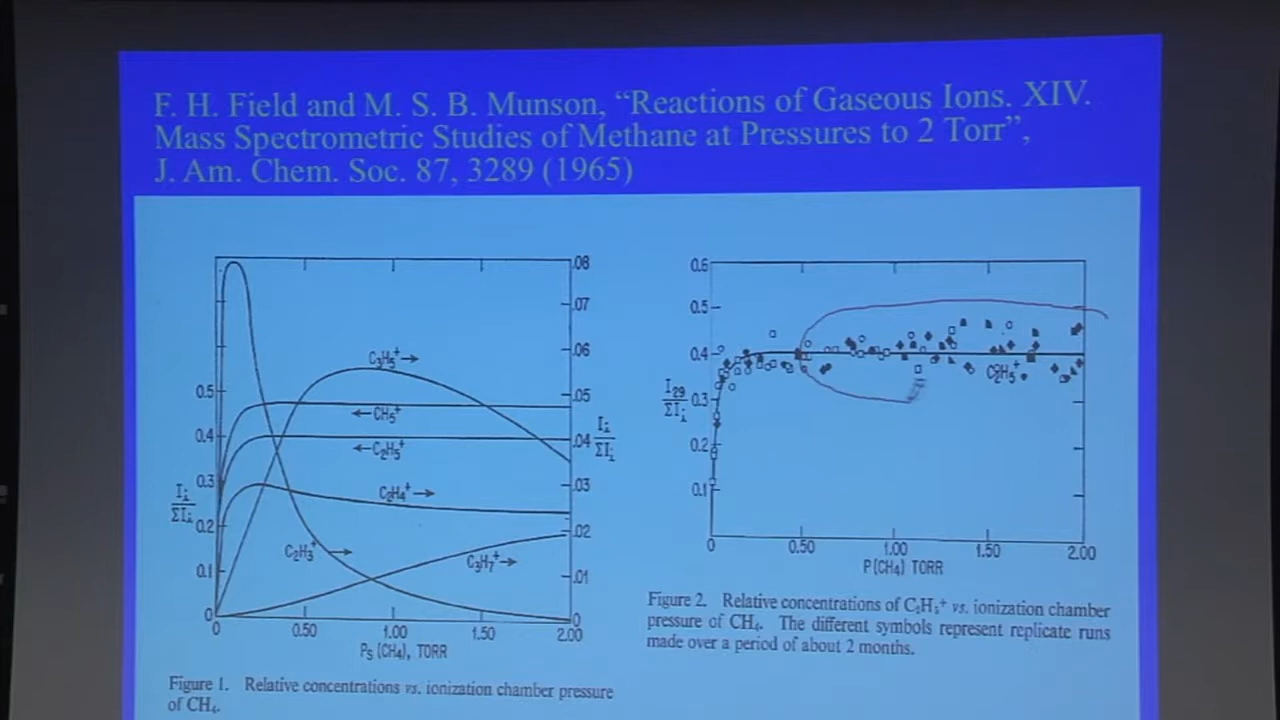 F. H. Field and M. S. B. Munson, “Reactions of Gaseous Ions. XIV.
Mass Spectrometric Studies of Methane at Pressures to 2 Torr”,
J. Am. Chem. Soc. 87, 3289 (1965)
.08
.07
.06
.05
.04
.03
.02
.01
0
0.5
0.4
0.3
0.2
0.1
0
Iᵢ
ΣIᵢ
Iᵢ
ΣIᵢ
C₃H₅⁺→
←CH₅⁺
←C₂H₅⁺
C₂H₄⁺→
C₂H₃⁺→
C₃H₇⁺→
0 0.50 1.00 1.50 2.00
Pₛ (CH₄), TORR
Figure 1. Relative concentrations vs. ionization chamber pressure
of CH₄.
0.6
0.5
0.4
0.3
0.2
0.1
I₂₉
ΣIᵢ
C₂H₅⁺
0 0.50 1.00 1.50 2.00
P(CH₄) TORR
Figure 2. Relative concentrations of C₂H₅⁺ vs. ionization chamber
pressure of CH₄. The different symbols represent replicate runs
made over a period of about 2 months.